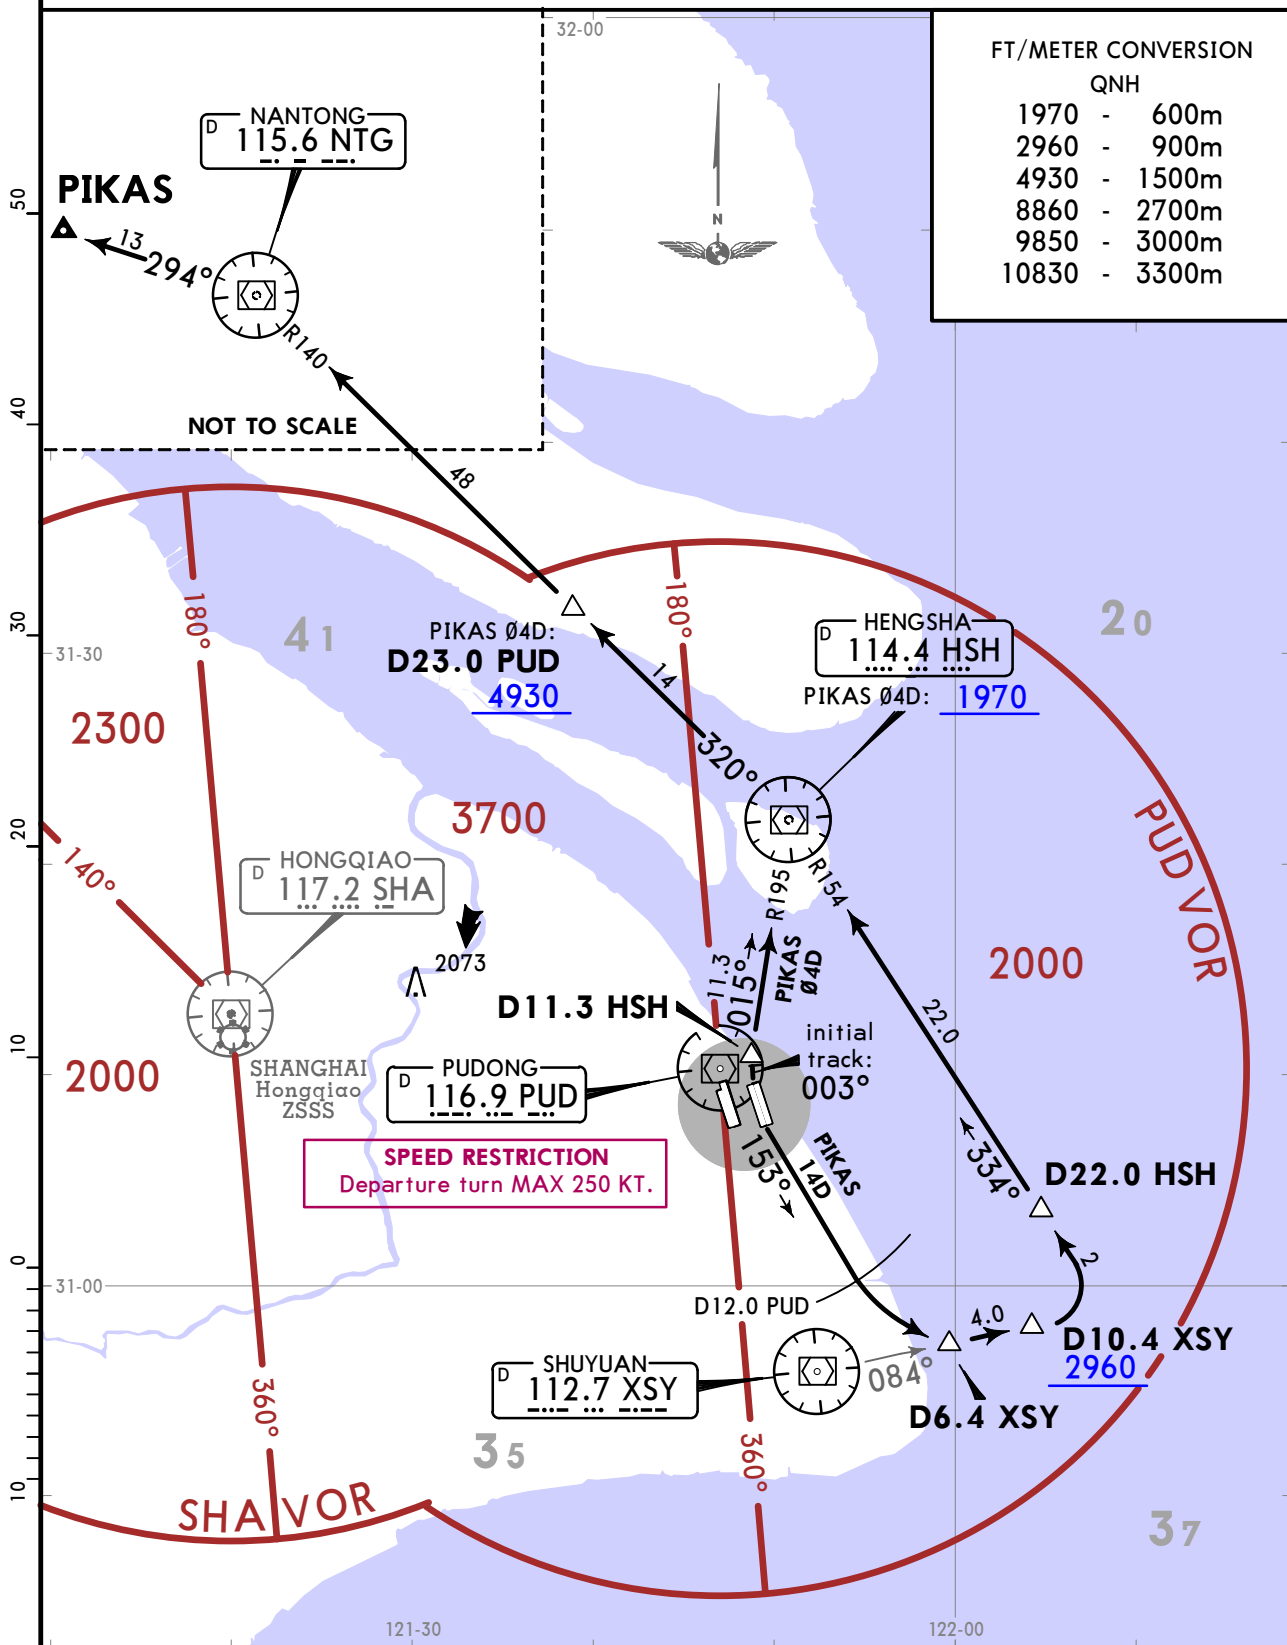 32-00
FT/METER CONVERSION
QNH
1970 - 600m
2960 - 900m
4930 - 1500m
8860 - 2700m
9850 - 3000m
10830 - 3300m
NANTONG
D 115.6 NTG
PIKAS
50
13
294°
N
R140
40
NOT TO SCALE
48
180°
180°
30
31-30
41
20
PIKAS Ø4D:
D23.0 PUD
4930
14
HENGSHA
D 114.4 HSH
PIKAS Ø4D: 1970
2300
320°
3700
20
PUD VOR
140°
HONGQIAO
D 117.2 SHA
R195
R154
2073
11.3
015°
PIKAS
Ø4D
2000
D11.3 HSH
22.0
initial
track:
003°
10
2000
SHANGHAI
Hongqiao
ZSSS
PUDONG
D 116.9 PUD
SPEED RESTRICTION
Departure turn MAX 250 KT.
153°
PIKAS
14D
334°
D22.0 HSH
0
31-00
2
D12.0 PUD
4.0
D10.4 XSY
2960
SHUYUAN
D 112.7 XSY
084°
D6.4 XSY
360°
360°
35
10
SHA VOR
37
121-30
122-00